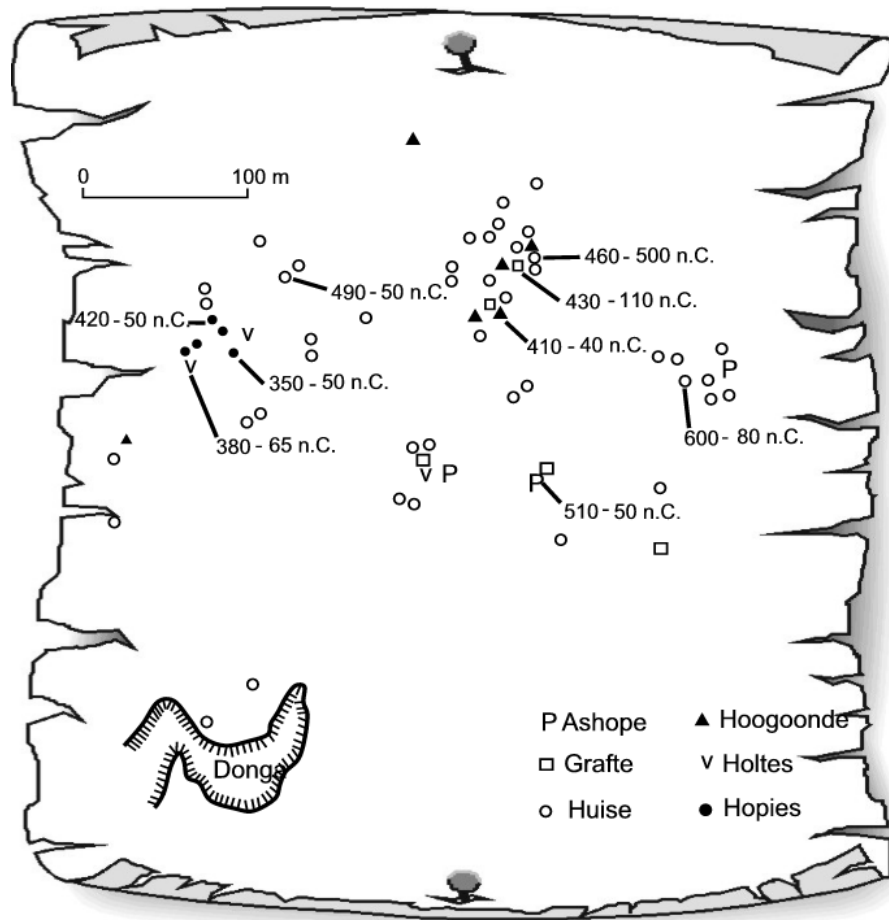 0 100 m
460 - 500 n.C.
490 - 50 n.C.
430 - 110 n.C.
420 - 50 n.C.
v
410 - 40 n.C.
v
P
350 - 50 n.C.
380 - 65 n.C.
600 - 80 n.C.
v P
P
510 - 50 n.C.
P Ashope
Hoogoonde
Donga
Grafte
v Holtes
Huise
Hopies